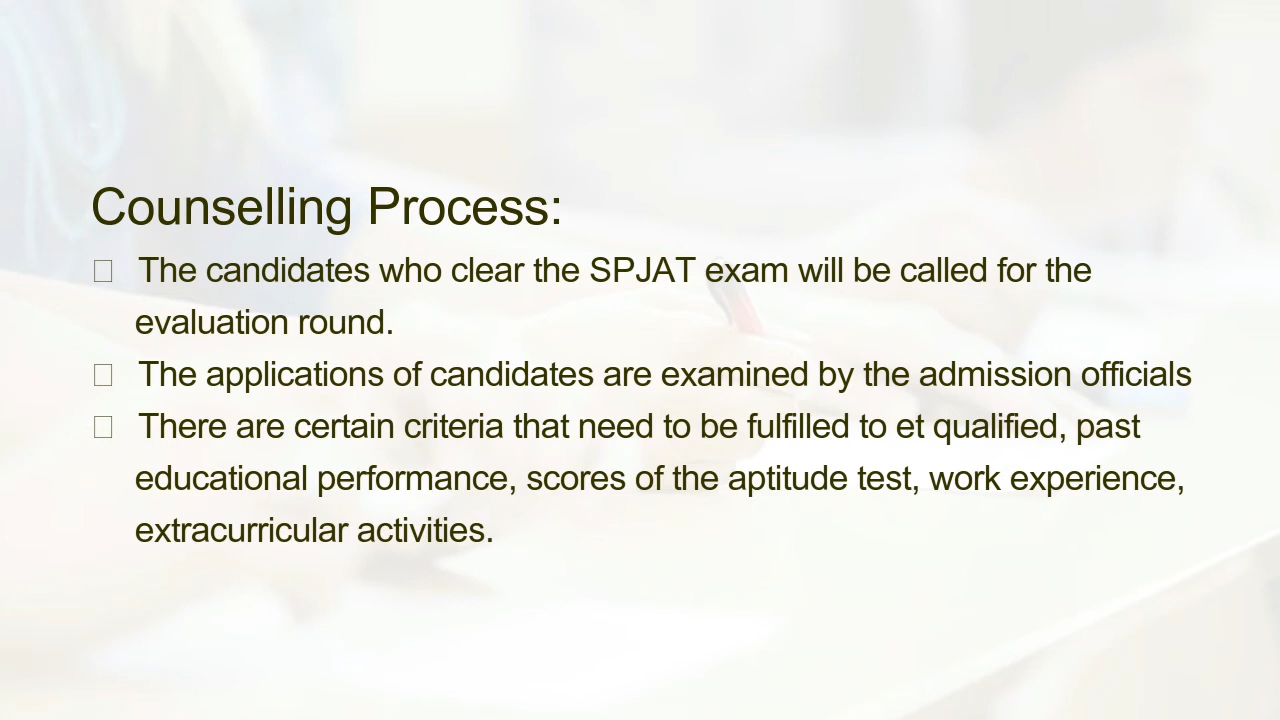 Counselling Process:
The candidates who clear the SPJAT exam will be called for the
evaluation round.
The applications of candidates are examined by the admission officials
There are certain criteria that need to be fulfilled to et qualified, past
educational performance, scores of the aptitude test, work experience,
extracurricular activities.